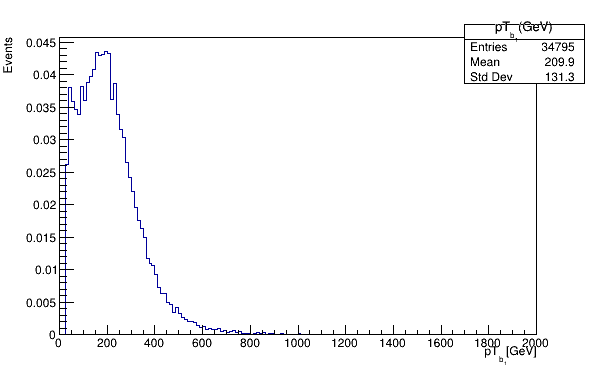 pT_b_1(GeV)
Entries 34795
Mean 209.9
Std Dev 131.3
Events
0.045
0.04
0.035
0.03
0.025
0.02
0.015
0.01
0.005
0
0 200 400 600 800 1000 1200 1400 1600 1800 2000
pT_b_1[GeV]